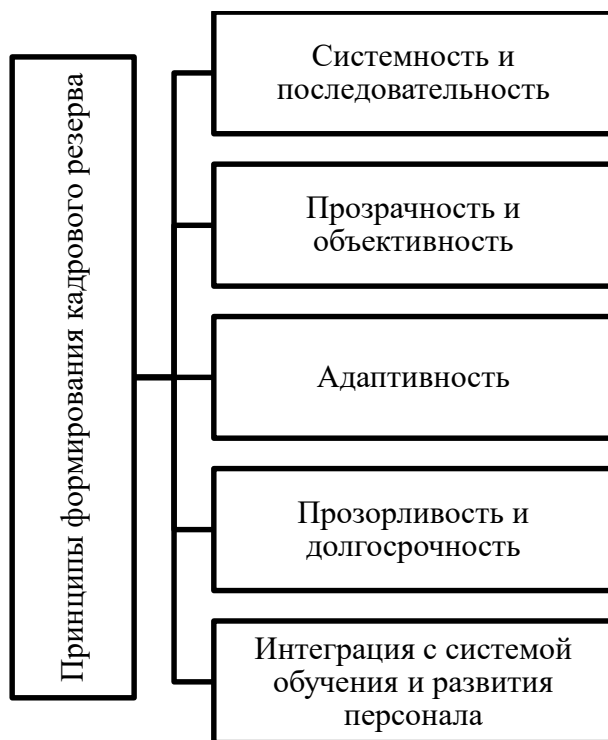 Принципы формирования кадрового резерва
Системность и
последовательность
Прозрачность и
объективность
Адаптивность
Прозорливость и
долгосрочность
Интеграция с системой
обучения и развития
персонала